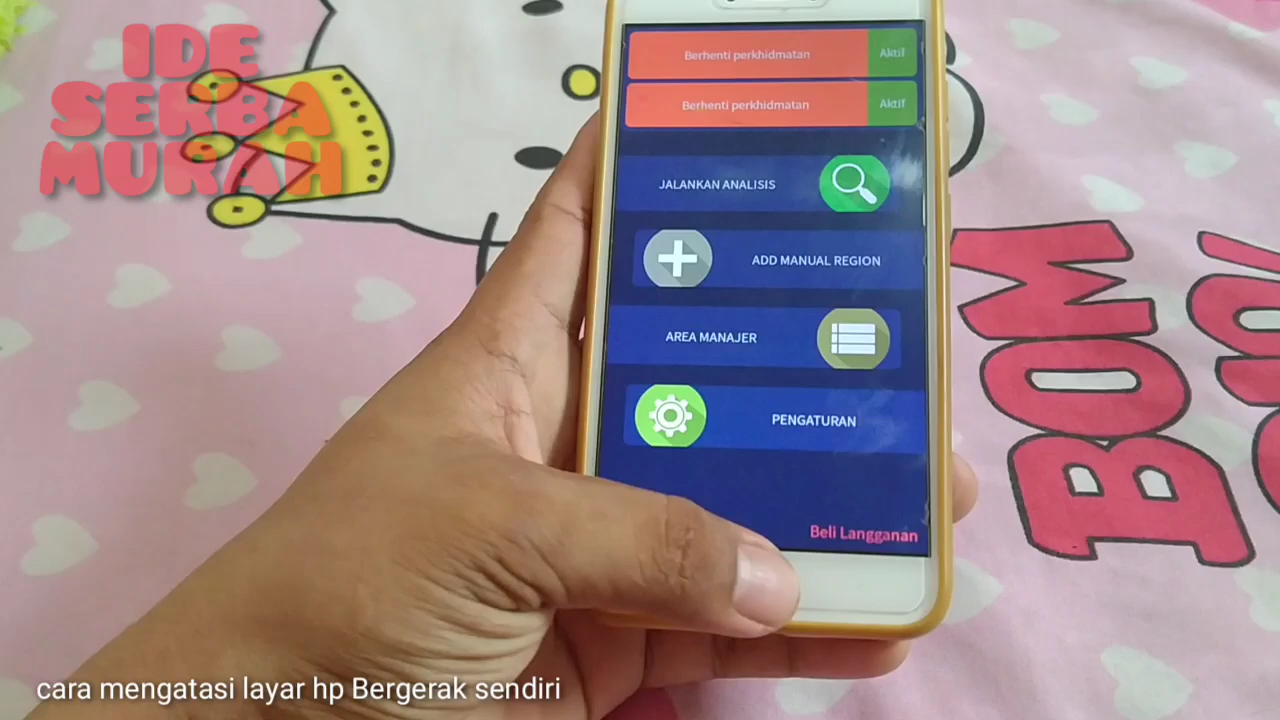 IDE
SERBA
MURAH
Berhenti perkhidmatan
Aktif
Berhenti perkhidmatan
Aktif
JALANKAN ANALISIS
ADD MANUAL REGION
AREA MANAJER
PENGATURAN
Beli Langganan
BOM
cara mengatasi layar hp Bergerak sendiri